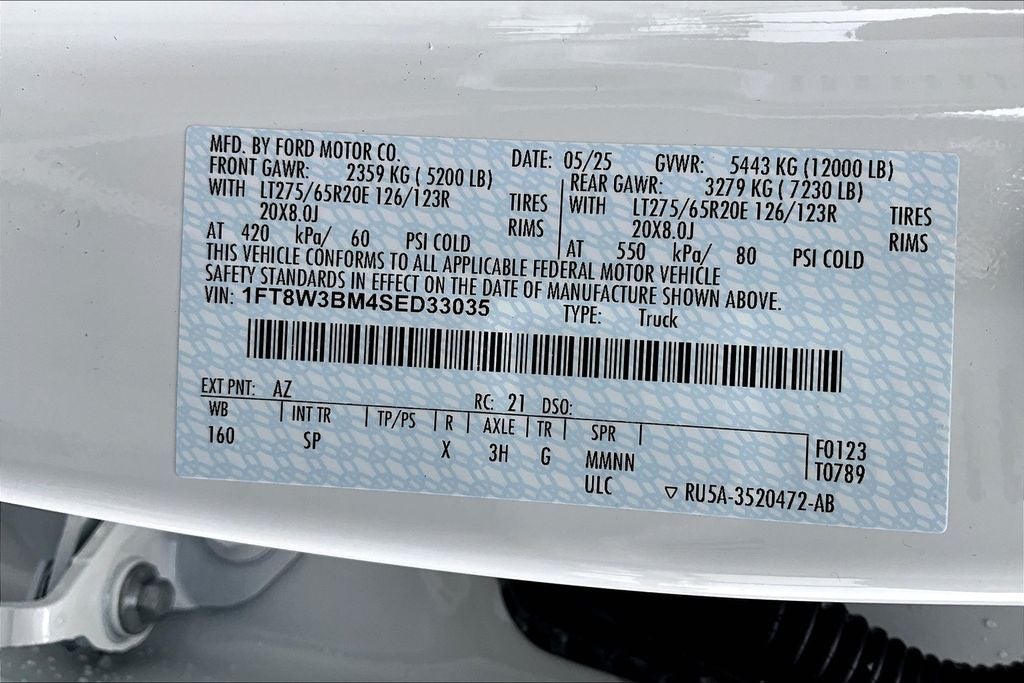 MFD. BY FORD MOTOR CO. DATE: 05/25 GVWR: 5443 KG (12000 LB)
FRONT GAWR: 2359 KG ( 5200 LB) REAR GAWR: 3279 KG ( 7230 LB)
WITH LT275/65R20E 126/123R TIRES WITH LT275/65R20E 126/123R TIRES
20X8.0J RIMS 20X8.0J RIMS
AT 420 kPa/ 60 PSI COLD AT 550 kPa/ 80 PSI COLD
THIS VEHICLE CONFORMS TO ALL APPLICABLE FEDERAL MOTOR VEHICLE
SAFETY STANDARDS IN EFFECT ON THE DATE OF MANUFACTURE SHOWN ABOVE.
VIN: 1FT8W3BM4SED33035 TYPE: Truck
EXT PNT: AZ RC: 21 DSO:
WB INT TR TP/PS R AXLE TR SPR F0123
160 SP X 3H G MMNN T0789
ULC RU5A-3520472-AB